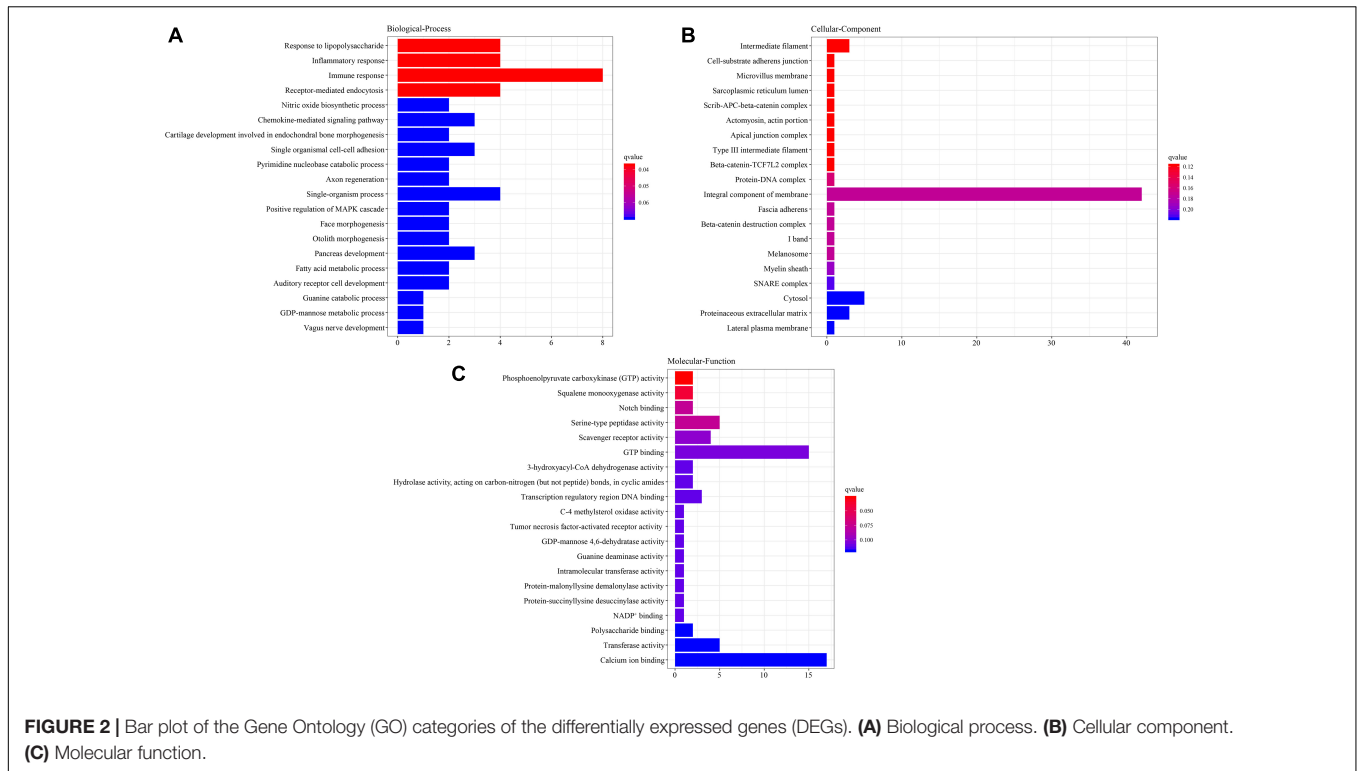 A
Biological-Process
Response to lipopolysaccharide
Inflammatory response
Immune response
Receptor-mediated endocytosis
Nitric oxide biosynthetic process
Chemokine-mediated signaling pathway
Cartilage development involved in endochondral bone morphogenesis
Single organismal cell-cell adhesion
Pyrimidine nucleobase catabolic process
Axon regeneration
Single-organism process
Positive regulation of MAPK cascade
Face morphogenesis
Otolith morphogenesis
Pancreas development
Fatty acid metabolic process
Auditory receptor cell development
Guanine catabolic process
GDP-mannose metabolic process
Vagus nerve development
0 2 4 6 8
qvalue
0.04
0.05
0.06
B
Cellular-Component
Intermediate filament
Cell-substrate adherens junction
Microvillus membrane
Sarcoplasmic reticulum lumen
Scrib-APC-beta-catenin complex
Actomyosin, actin portion
Apical junction complex
Type III intermediate filament
Beta-catenin-TCF7L2 complex
Protein-DNA complex
Integral component of membrane
Fascia adherens
Beta-catenin destruction complex
I band
Melanosome
Myelin sheath
SNARE complex
Cytosol
Proteinaceous extracellular matrix
Lateral plasma membrane
0 10 20 30 40
qvalue
0.12
0.14
0.16
0.18
0.20
C
Molecular-Function
Phosphoenolpyruvate carboxykinase (GTP) activity
Squalene monooxygenase activity
Notch binding
Serine-type peptidase activity
Scavenger receptor activity
GTP binding
3-hydroxyacyl-CoA dehydrogenase activity
Hydrolase activity, acting on carbon-nitrogen (but not peptide) bonds, in cyclic amides
Transcription regulatory region DNA binding
C-4 methylsterol oxidase activity
Tumor necrosis factor-activated receptor activity
GDP-mannose 4,6-dehydratase activity
Guanine deaminase activity
Intramolecular transferase activity
Protein-malonyllysine demalonylase activity
Protein-succinyllysine desuccinylase activity
NADP⁺ binding
Polysaccharide binding
Transferase activity
Calcium ion binding
0 5 10 15
qvalue
0.050
0.075
0.100
FIGURE 2 | Bar plot of the Gene Ontology (GO) categories of the differentially expressed genes (DEGs). (A) Biological process. (B) Cellular component.
(C) Molecular function.